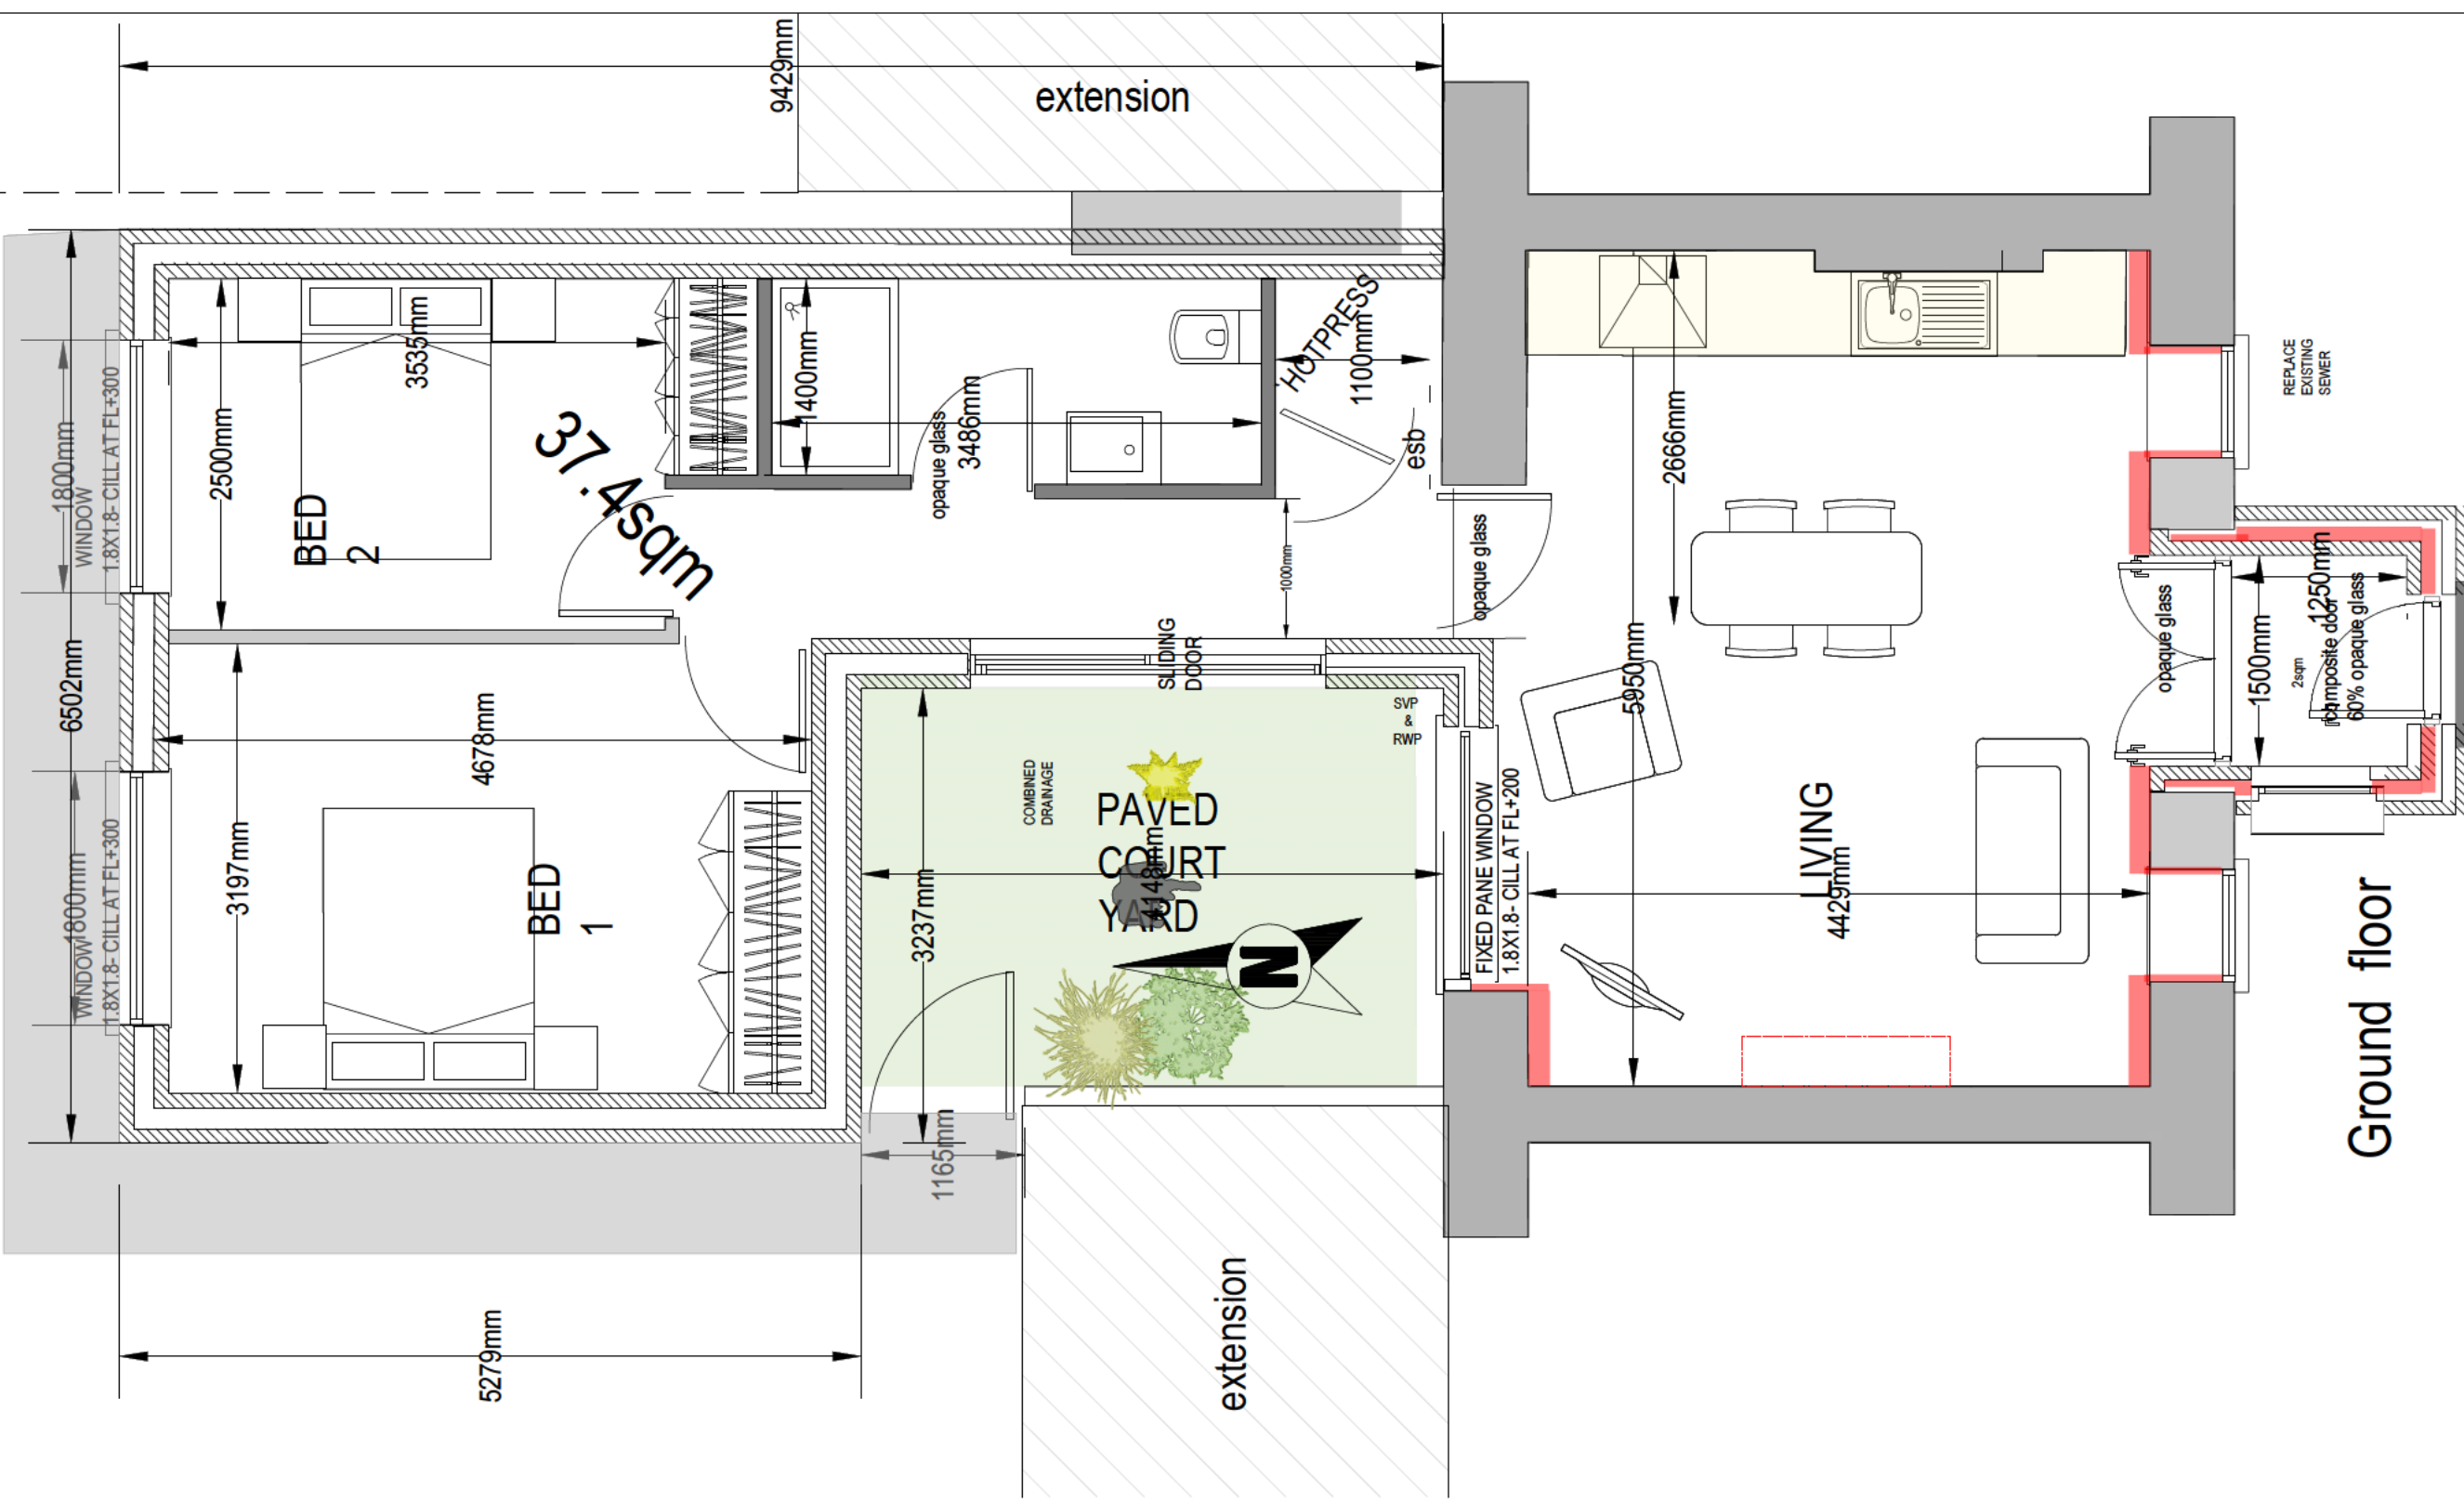 9429mm
extension
HOTPRESS
1100mm
esb
3535mm
1400mm
opaque glass
3486mm
2500mm
1800mm
WINDOW
1.8X1.8- CILL AT FL+300
BED
2
37.4sqm
2666mm
REPLACE
EXISTING
SEWER
1000mm
opaque glass
opaque glass
1250mm
composite door
60% opaque glass
2sqm
1500mm
SLIDING
DOOR
6502mm
4678mm
5950mm
SVP
&
RWP
COMBINED
DRAINAGE
PAVED
COURT
YARD
4148mm
3237mm
N
FIXED PANE WINDOW
1.8X1.8- CILL AT FL+200
LIVING
4429mm
3197mm
BED
1
1800mm
WINDOW
1.8X1.8- CILL AT FL+300
1165mm
Ground floor
extension
5279mm